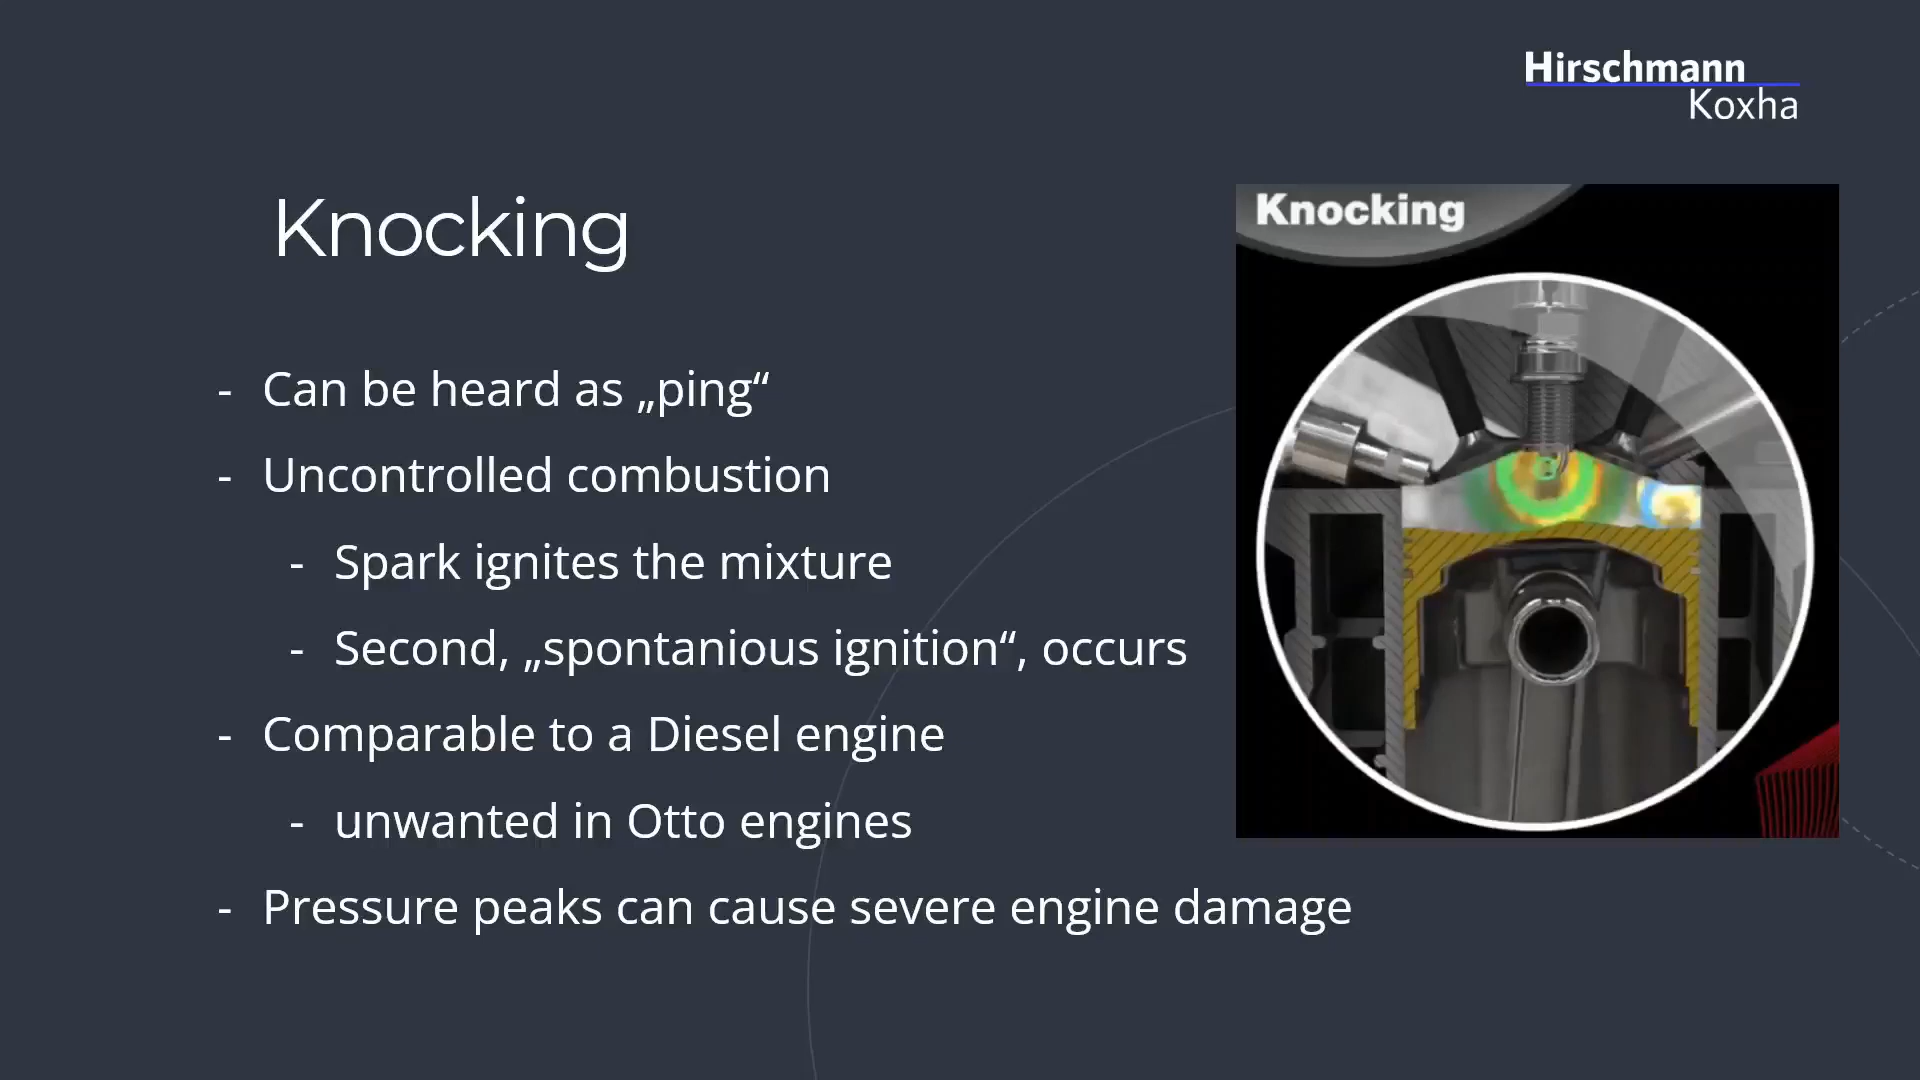 Hirschmann
Koxha
Knocking
Knocking
- Can be heard as „ping“
- Uncontrolled combustion
- Spark ignites the mixture
- Second, „spontanious ignition“, occurs
- Comparable to a Diesel engine
- unwanted in Otto engines
- Pressure peaks can cause severe engine damage